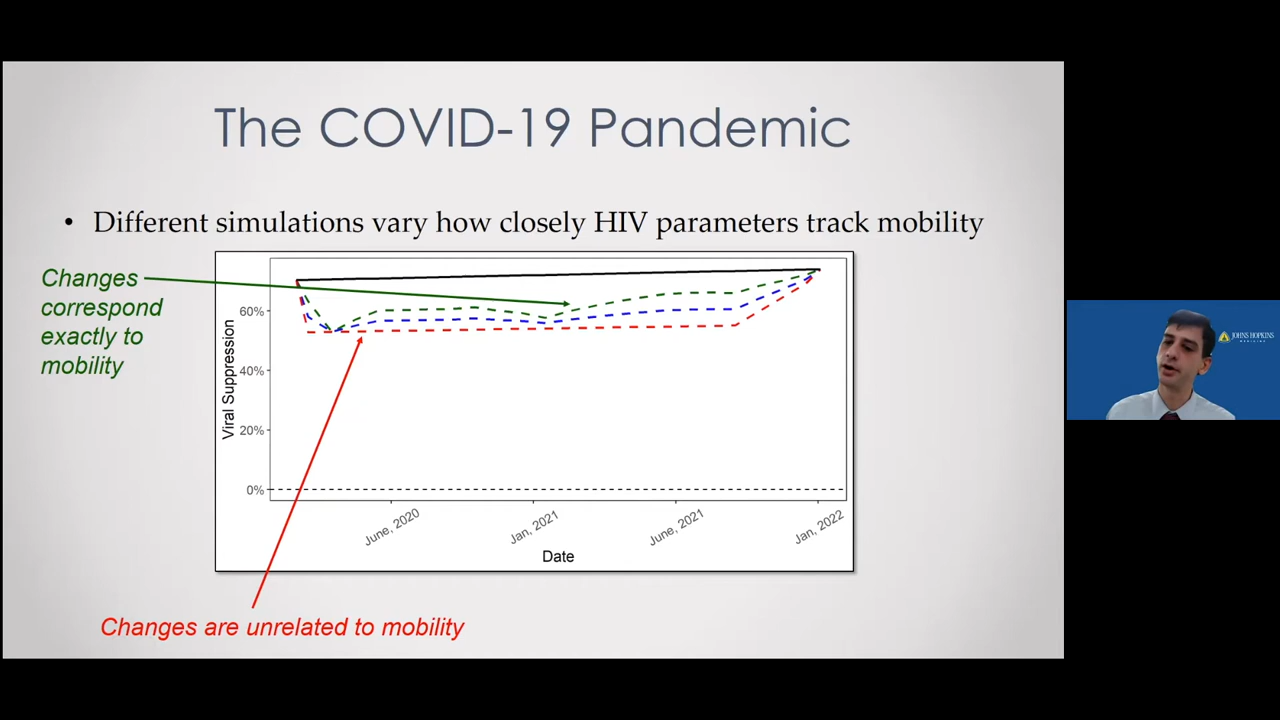 The COVID-19 Pandemic
• Different simulations vary how closely HIV parameters track mobility
Changes
correspond
exactly to
mobility
Viral Suppression
60%
40%
20%
0%
June, 2020
Jan, 2021
June, 2021
Jan, 2022
Date
Changes are unrelated to mobility
JOHNS HOPKINS
MEDICINE